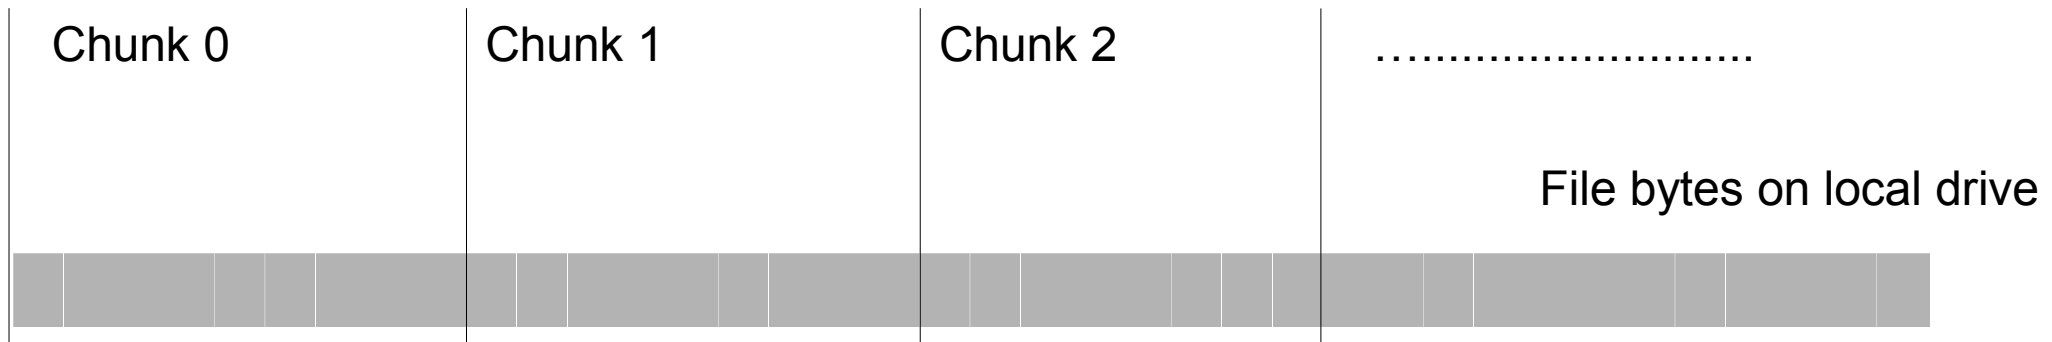 Chunk 0 Chunk 1 Chunk 2 …..........................
File bytes on local drive